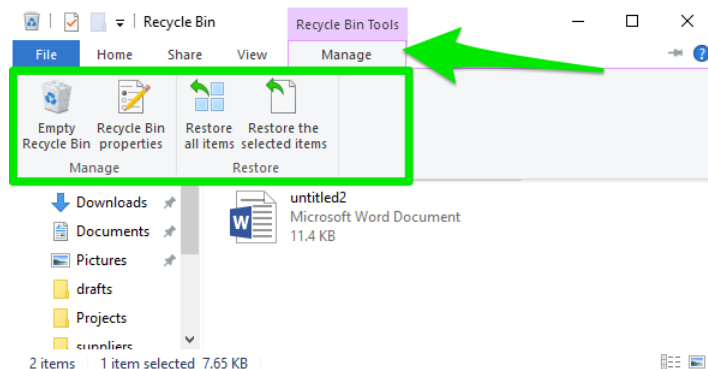 Recycle Bin
Recycle Bin Tools
File Home Share View Manage
Empty Recycle Bin
Recycle Bin properties
Restore all items
Restore the selected items
Manage
Restore
Downloads
Documents
Pictures
drafts
Projects
suppliers
untitled2
Microsoft Word Document
11.4 KB
2 items 1 item selected 7.65 KB